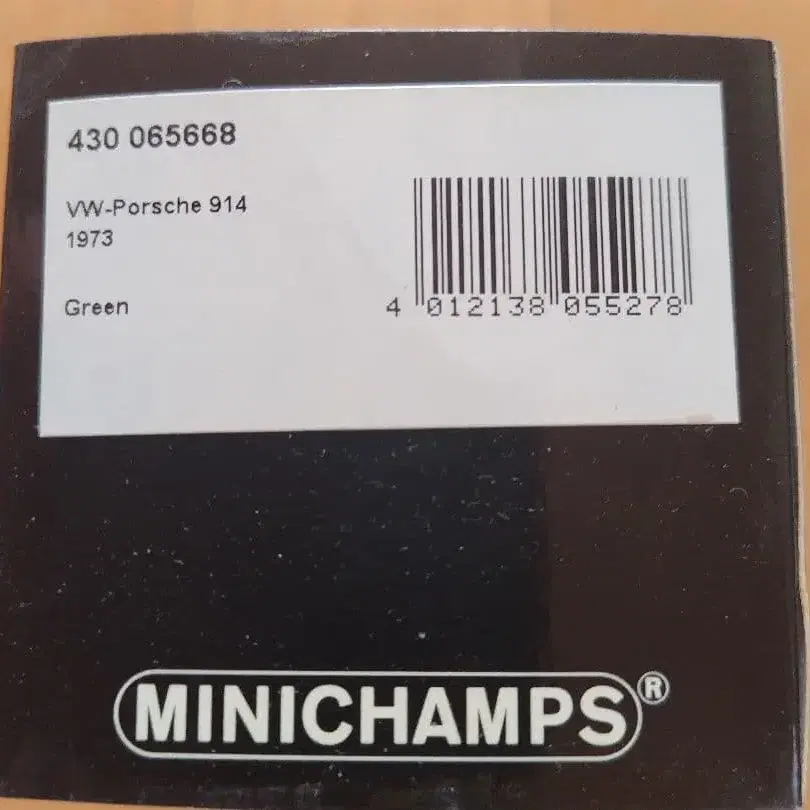 430 065668
VW-Porsche 914
1973
Green
4 012138 055278
MINICHAMPS®